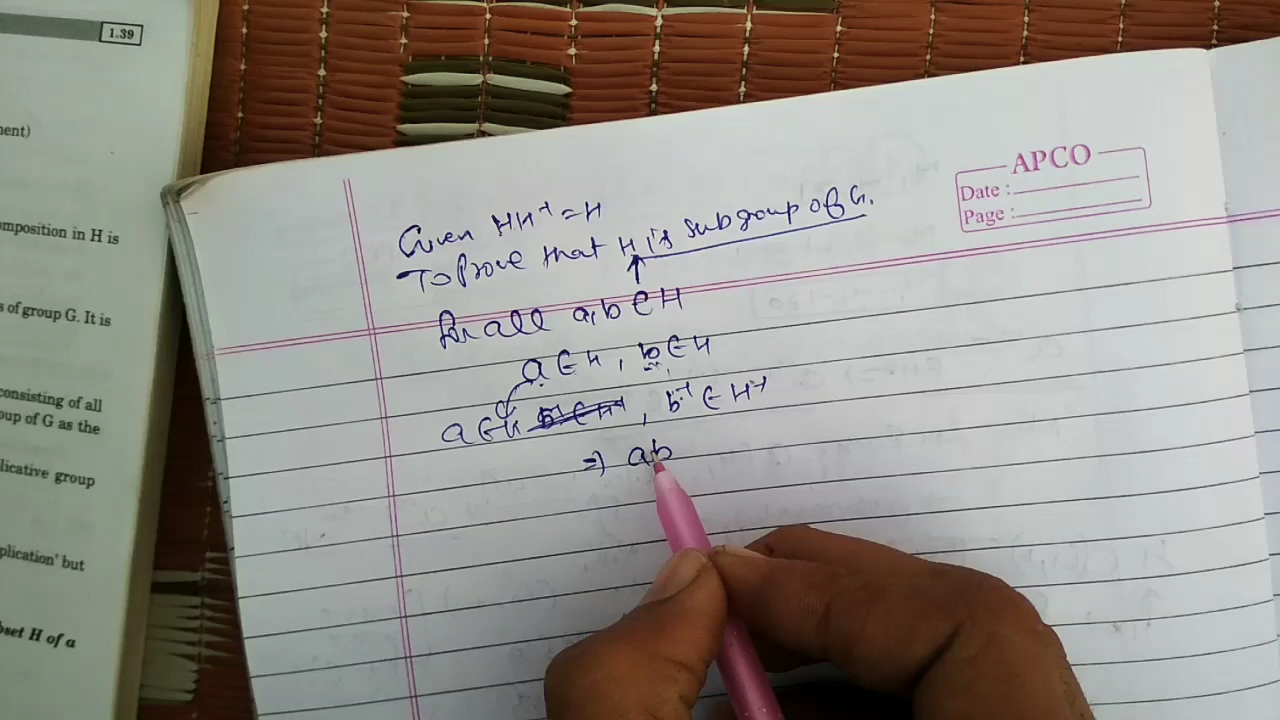 1.39
ment)
omposition in H is
s of group G. It is
consisting of all
oup of G as the
plicative group
plication' but
bset H of a
APCO
Date :
Page :
Given HH⁻¹ = H
To Prove that H is subgroup of G.
for all a, b ∈ H
a ∈ H , b ∈ H
a ∈ H , b⁻¹ ∈ H⁻¹
⇒ ab